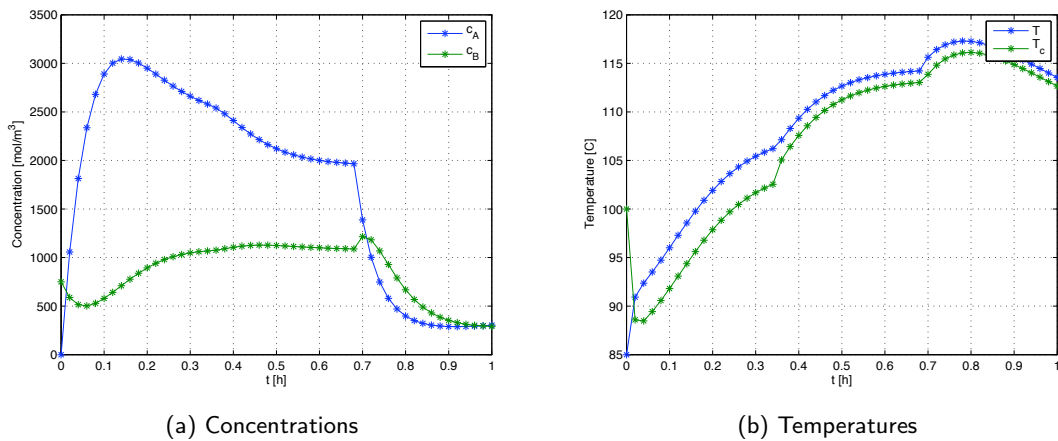 3500
3000
2500
2000
1500
1000
500
0
Concentration [mol/m³]
0 0.1 0.2 0.3 0.4 0.5 0.6 0.7 0.8 0.9 1
t [h]
c_A
c_B
(a) Concentrations
120
115
110
105
100
95
90
85
Temperature [C]
0 0.1 0.2 0.3 0.4 0.5 0.6 0.7 0.8 0.9 1
t [h]
T
T_c
(b) Temperatures